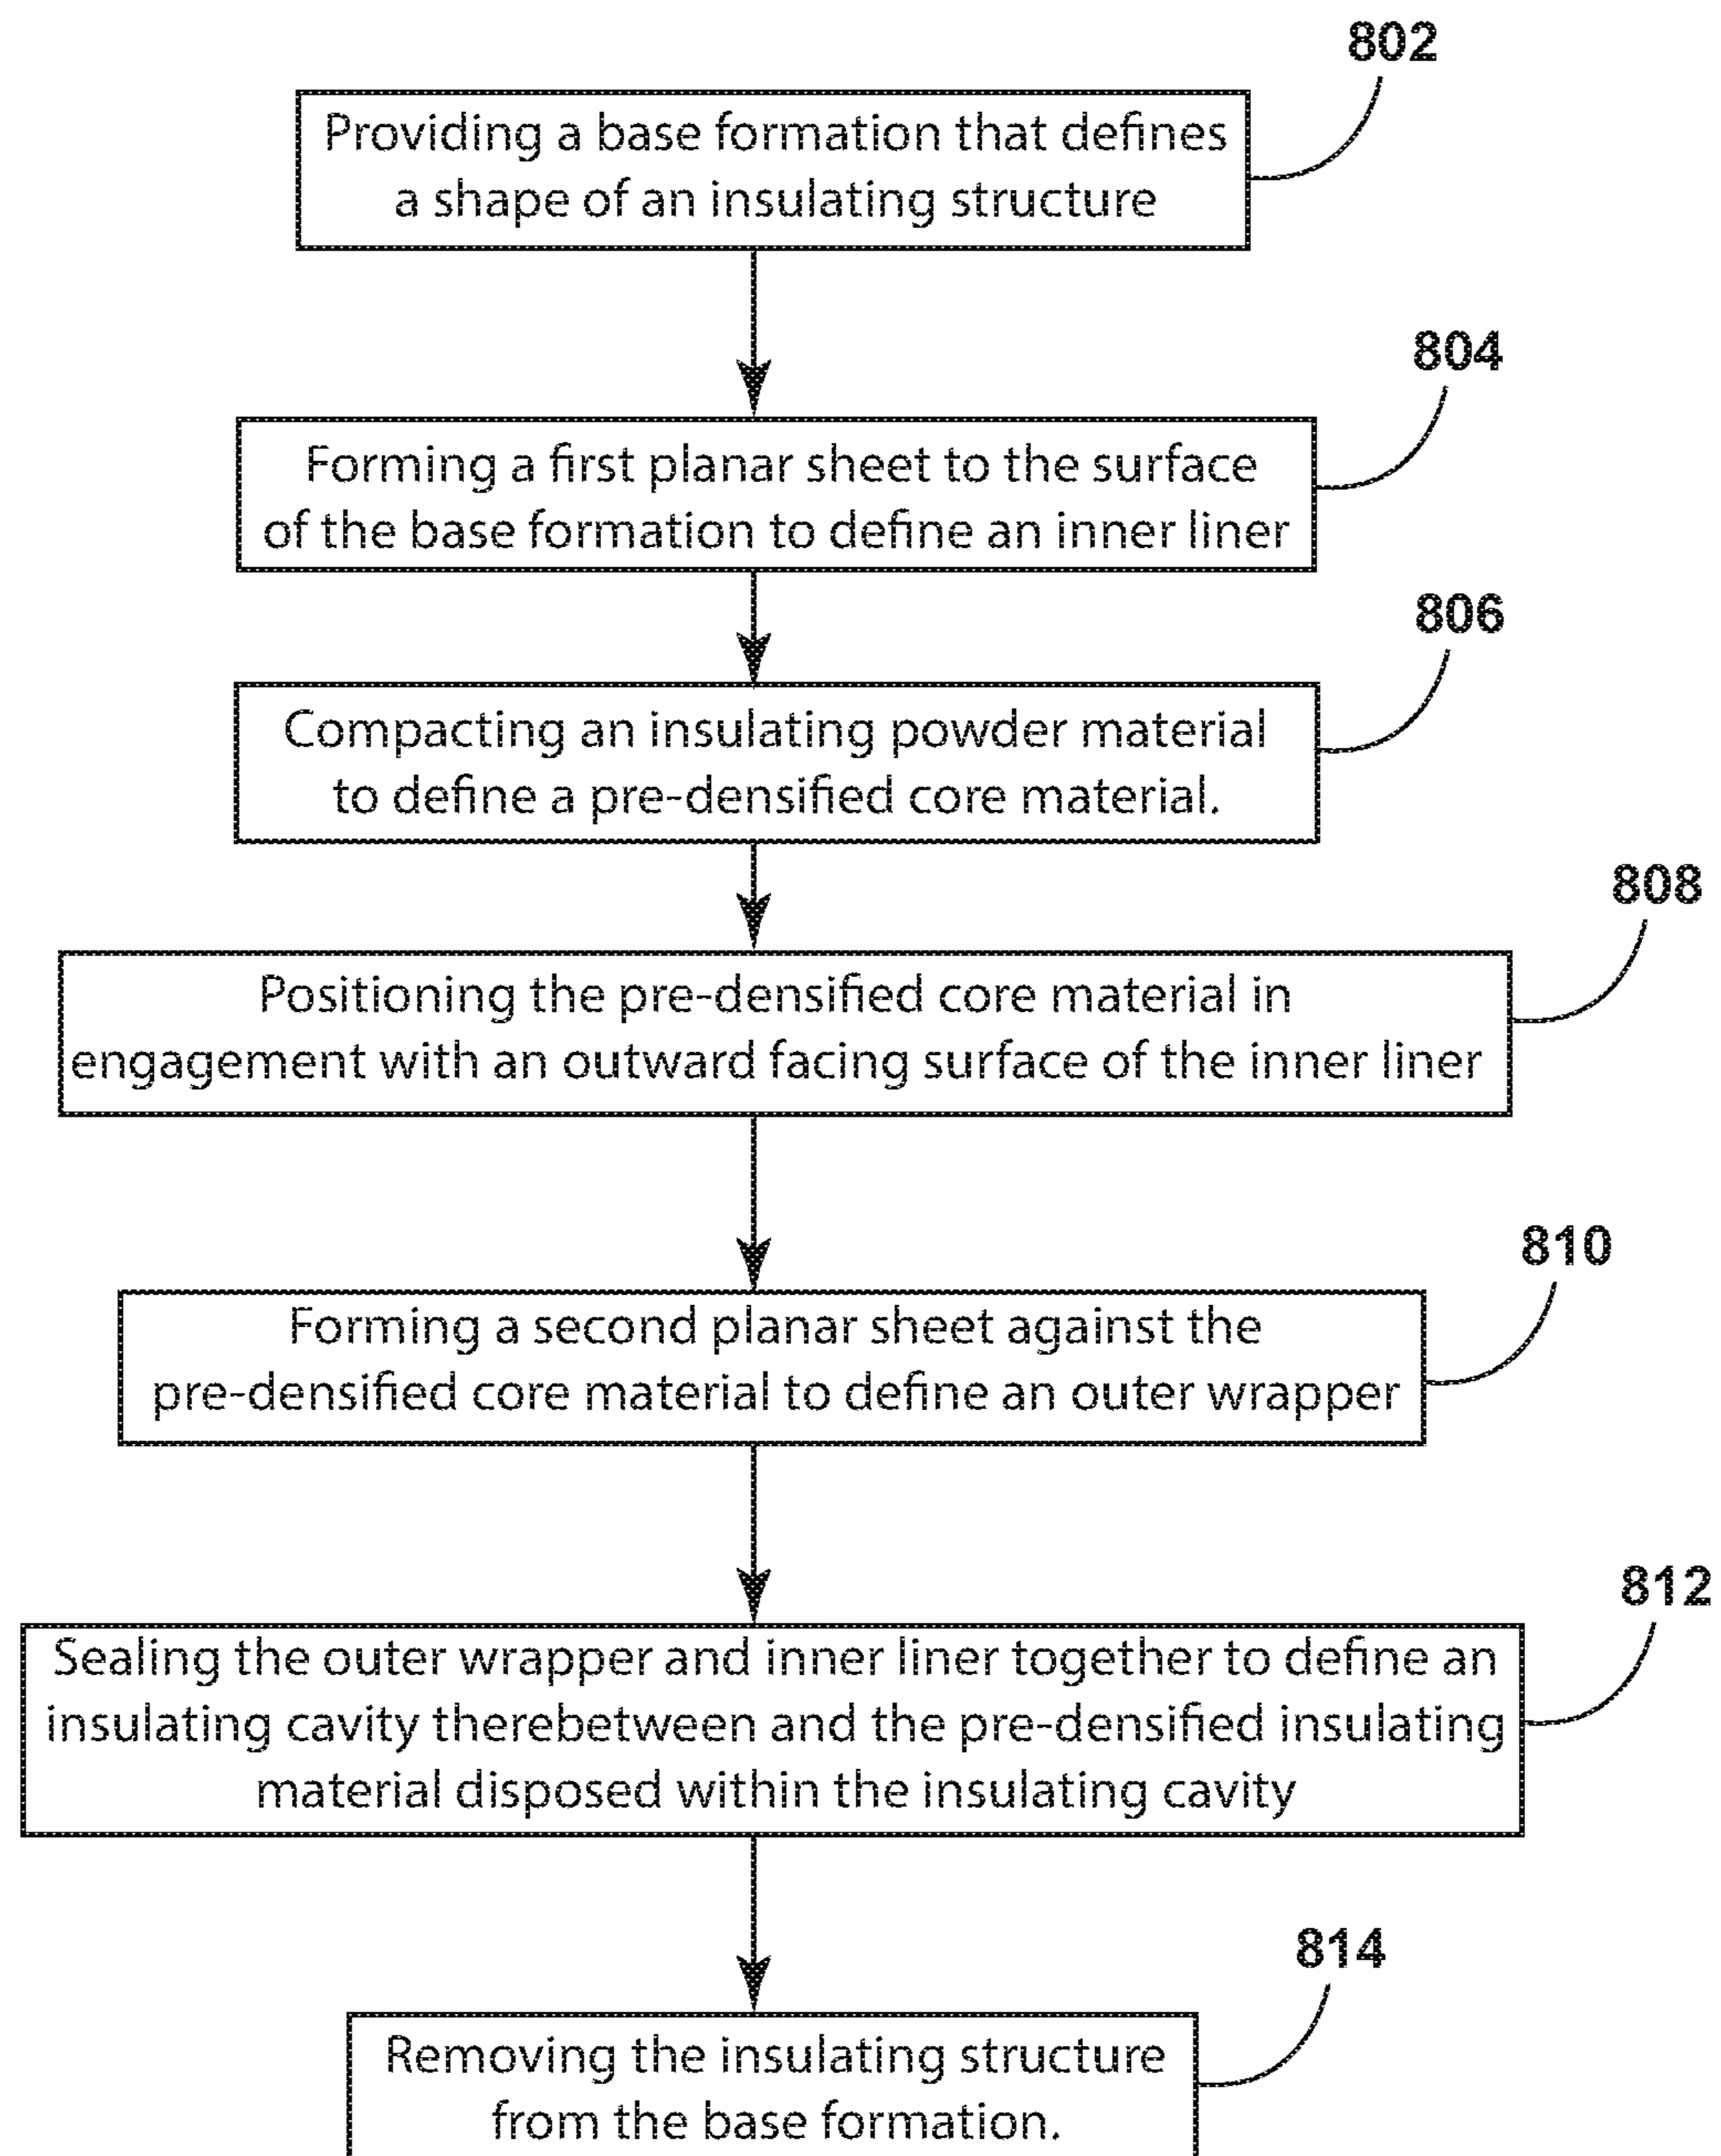 802
Providing a base formation that defines
a shape of an insulating structure
804
Forming a first planar sheet to the surface
of the base formation to define an inner liner
806
Compacting an insulating powder material
to define a pre-densified core material.
808
Positioning the pre-densified core material in
engagement with an outward facing surface of the inner liner
810
Forming a second planar sheet against the
pre-densified core material to define an outer wrapper
812
Sealing the outer wrapper and inner liner together to define an
insulating cavity therebetween and the pre-densified insulating
material disposed within the insulating cavity
814
Removing the insulating structure
from the base formation.